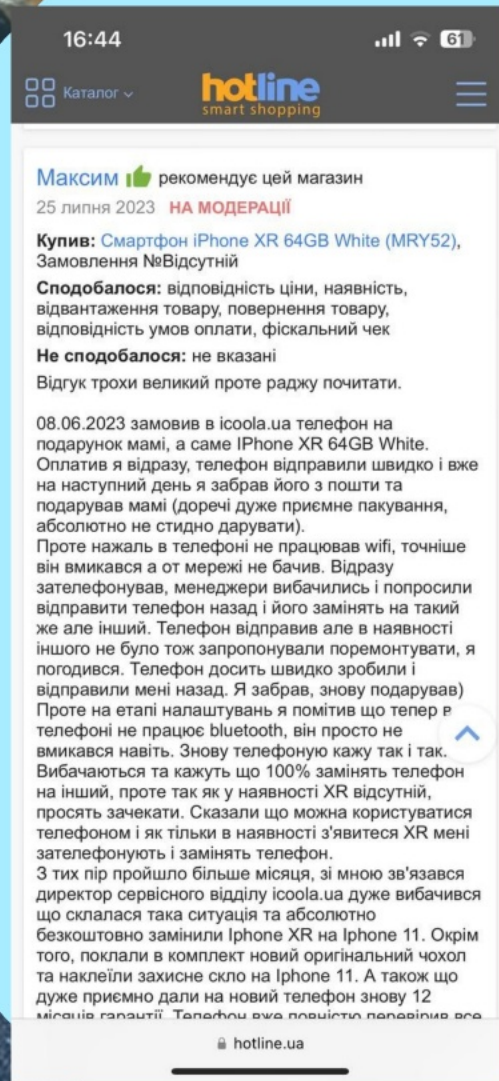 16:44
61
Каталог
hotline
smart shopping
Максим рекомендує цей магазин
25 липня 2023 НА МОДЕРАЦІЇ
Купив: Смартфон iPhone XR 64GB White (MRY52),
Замовлення №Відсутній
Сподобалося: відповідність ціни, наявність,
відвантаження товару, повернення товару,
відповідність умов оплати, фіскальний чек
Не сподобалося: не вказані
Відгук трохи великий проте раджу почитати.
08.06.2023 замовив в icoola.ua телефон на
подарунок мамі, а саме IPhone XR 64GB White.
Оплатив я відразу, телефон відправили швидко і вже
на наступний день я забрав його з пошти та
подарував мамі (доречі дуже приємне пакування,
абсолютно не стидно дарувати).
Проте нажаль в телефоні не працював wifi, точніше
він вмикався а от мережі не бачив. Відразу
зателефонував, менеджери вибачились і попросили
відправити телефон назад і його замінять на такий
же але інший. Телефон відправив але в наявності
іншого не було тож запропонували поремонтувати, я
погодився. Телефон досить швидко зробили і
відправили мені назад. Я забрав, знову подарував)
Проте на етапі налаштувань я помітив що тепер в
телефоні не працює bluetooth, він просто не
вмикався навіть. Знову телефоную кажу так і так.
Вибачаються та кажуть що 100% замінять телефон
на інший, проте так як у наявності XR відсутній,
просять зачекати. Сказали що можна користуватися
телефоном і як тільки в наявності з'явитеся XR мені
зателефонують і замінять телефон.
З тих пір пройшло більше місяця, зі мною зв'язався
директор сервісного відділу icoola.ua дуже вибачився
що склалася така ситуація та абсолютно
безкоштовно замінили Iphone XR на Iphone 11. Окрім
того, поклали в комплект новий оригінальний чохол
та наклеїли захисне скло на Iphone 11. А також що
дуже приємно дали на новий телефон знову 12
місяців гарантії. Телефон вже повністю перевірив все
hotline.ua